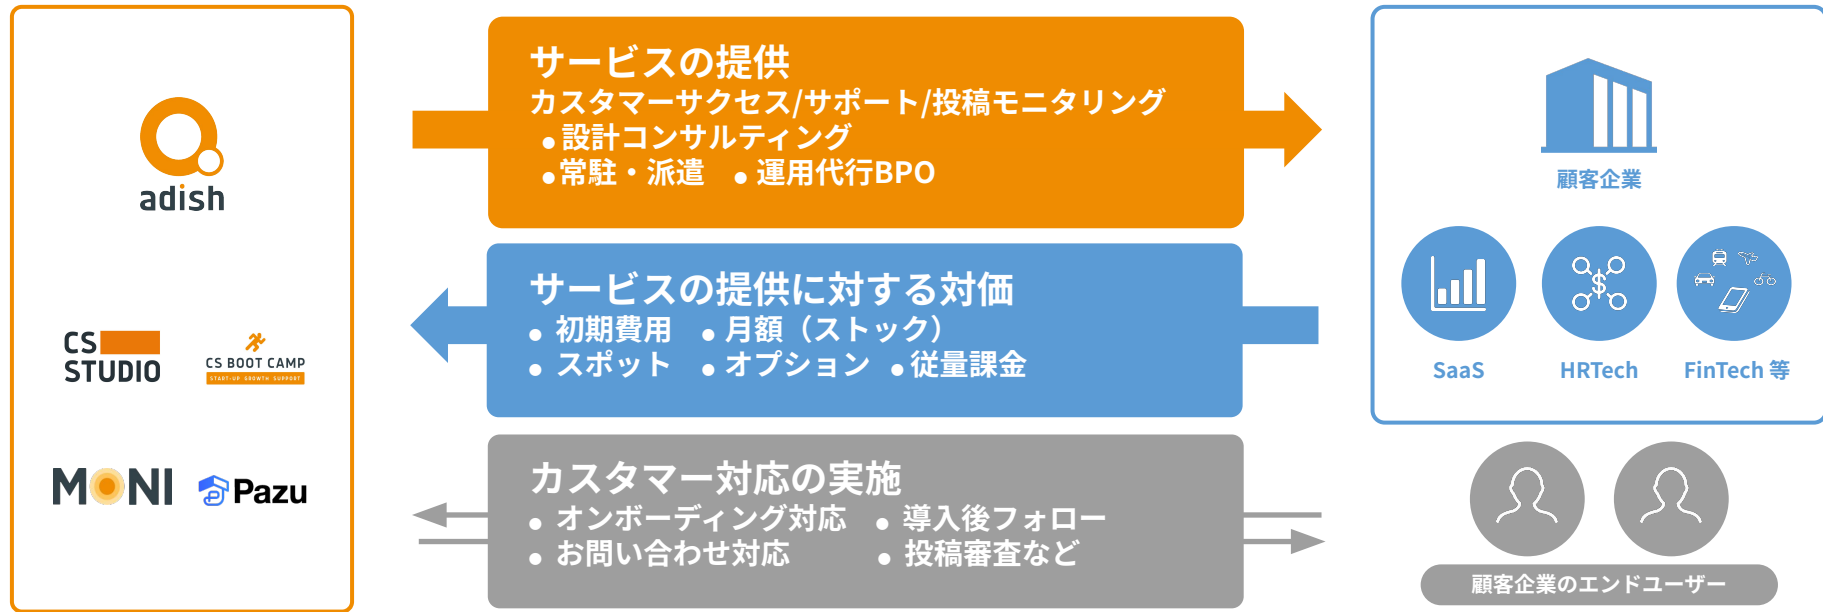 adish
CS
STUDIO
CS BOOT CAMP
START-UP GROWTH SUPPORT
MONI
Pazu
サービスの提供
カスタマーサクセス/サポート/投稿モニタリング
●設計コンサルティング
●常駐・派遣 ●運用代行BPO
サービスの提供に対する対価
● 初期費用 ●月額（ストック）
● スポット ●オプション ●従量課金
カスタマー対応の実施
● オンボーディング対応 ● 導入後フォロー
● お問い合わせ対応 ● 投稿審査など
顧客企業
SaaS HRTech FinTech 等
顧客企業のエンドユーザー